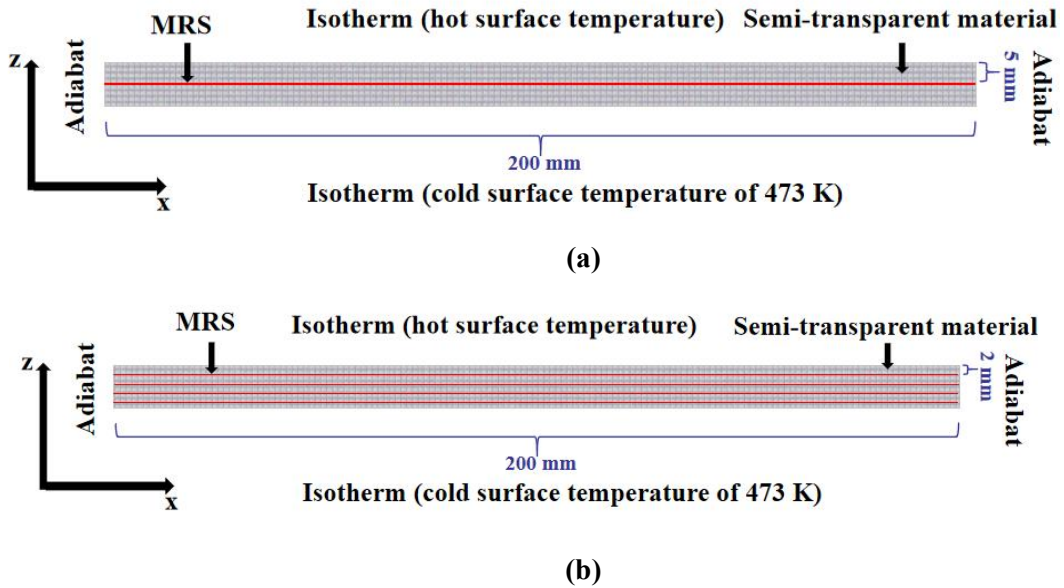 MRS
Isotherm (hot surface temperature)
Semi-transparent material
z
Adiabat
5 mm
Adiabat
200 mm
x
Isotherm (cold surface temperature of 473 K)
(a)
MRS
Isotherm (hot surface temperature)
Semi-transparent material
z
Adiabat
2 mm
Adiabat
200 mm
x
Isotherm (cold surface temperature of 473 K)
(b)